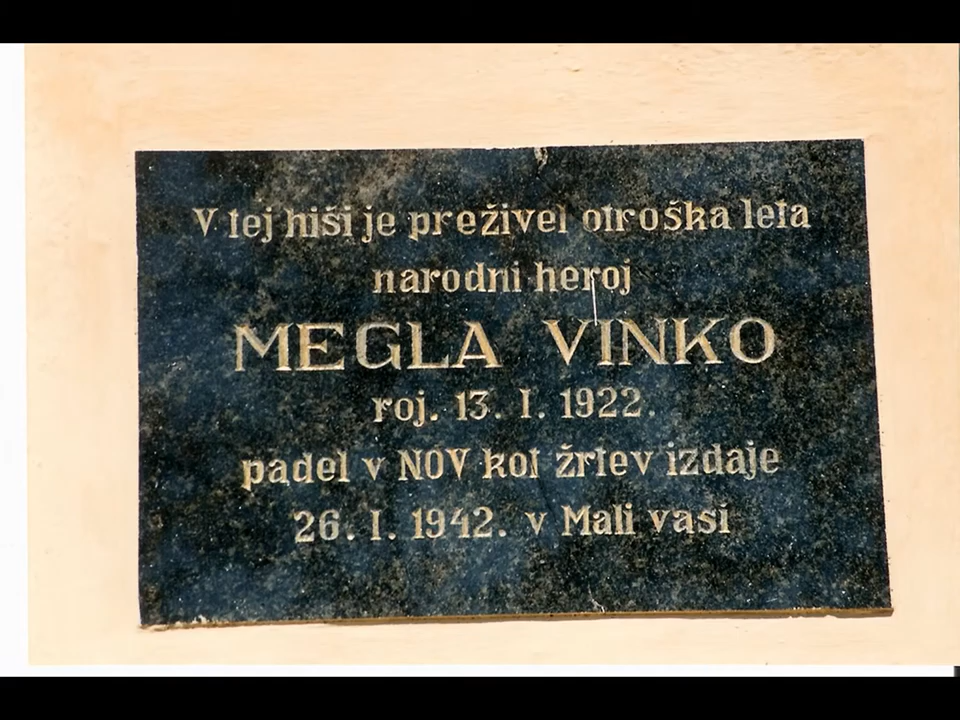 V tej hiši je preživel otroška leta
narodni heroj
MEGLA VINKO
roj. 13. I. 1922.
padel v NOV kot žrtev izdaje
26. I. 1942. v Mali vasi